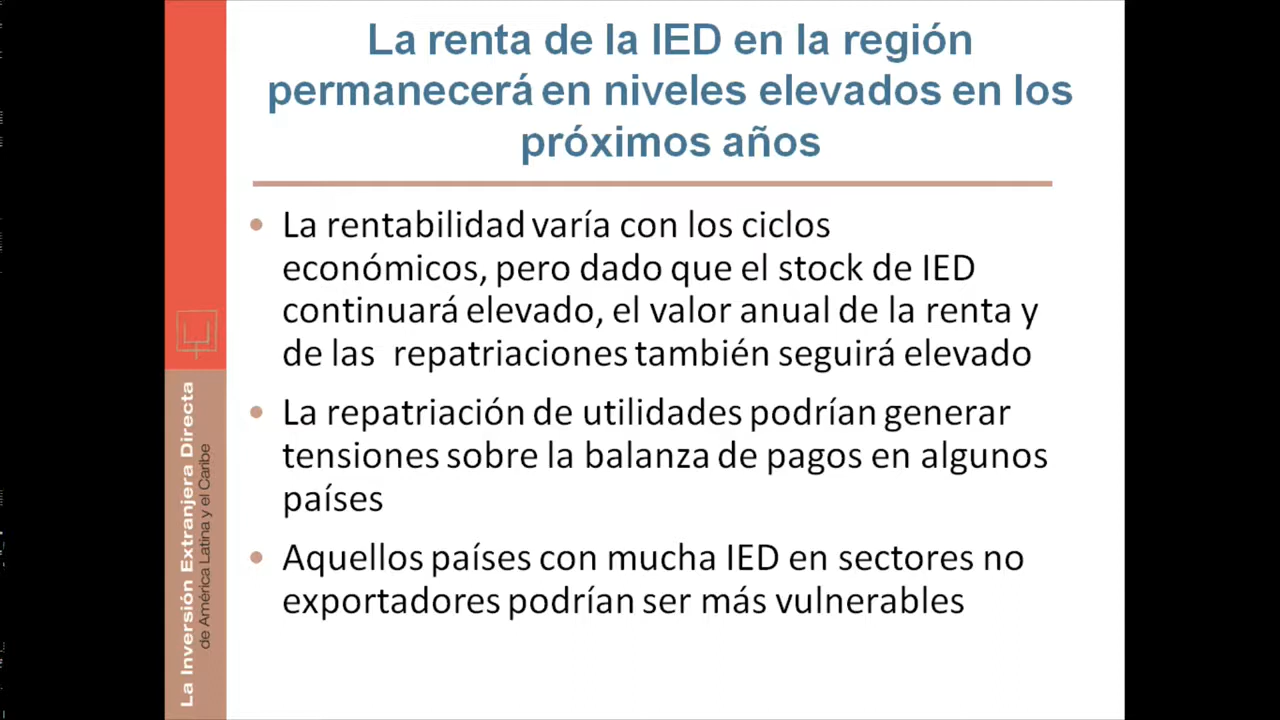 La renta de la IED en la región
permanecerá en niveles elevados en los
próximos años
La rentabilidad varía con los ciclos
económicos, pero dado que el stock de IED
continuará elevado, el valor anual de la renta y
de las repatriaciones también seguirá elevado
La repatriación de utilidades podrían generar
tensiones sobre la balanza de pagos en algunos
países
Aquellos países con mucha IED en sectores no
exportadores podrían ser más vulnerables
La Inversión Extranjera Directa
de América Latina y el Caribe